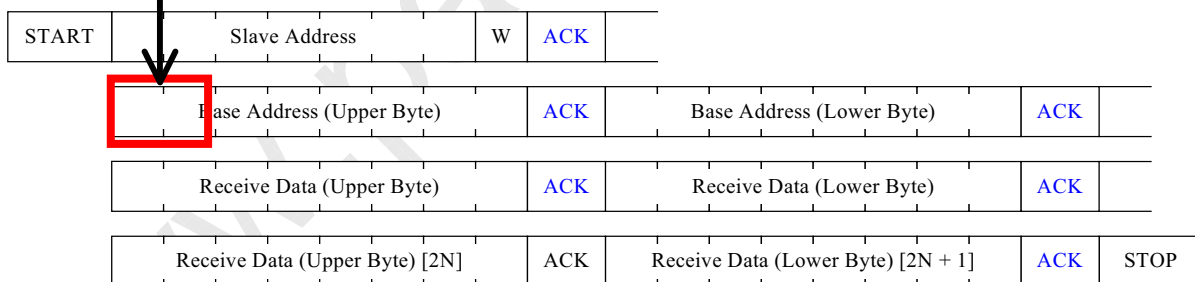 START Slave Address W ACK
Base Address (Upper Byte) ACK Base Address (Lower Byte) ACK
Receive Data (Upper Byte) ACK Receive Data (Lower Byte) ACK
Receive Data (Upper Byte) [2N] ACK Receive Data (Lower Byte) [2N + 1] ACK STOP